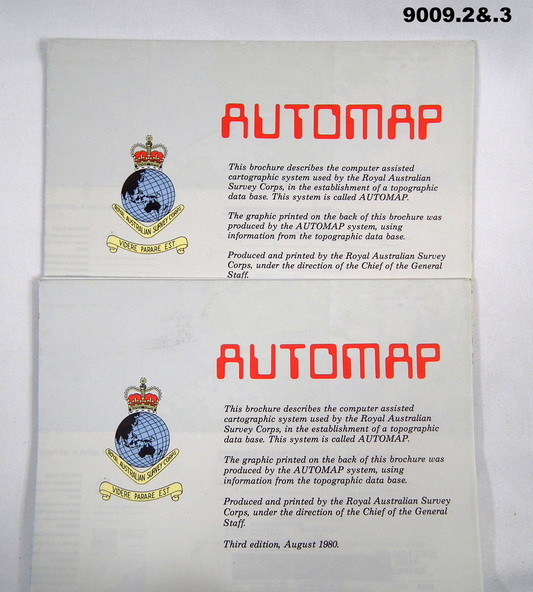 9009.2&.3
AUTOMAP
This brochure describes the computer assisted
cartographic system used by the Royal Australian
Survey Corps, in the establishment of a topographic
data base. This system is called AUTOMAP.
The graphic printed on the back of this brochure was
produced by the AUTOMAP system, using
information from the topographic data base.
Produced and printed by the Royal Australian Survey
Corps, under the direction of the Chief of the General
Staff.
ROYAL AUSTRALIAN SURVEY CORPS
VIDERE PARARE EST
AUTOMAP
This brochure describes the computer assisted
cartographic system used by the Royal Australian
Survey Corps, in the establishment of a topographic
data base. This system is called AUTOMAP.
The graphic printed on the back of this brochure was
produced by the AUTOMAP system, using
information from the topographic data base.
Produced and printed by the Royal Australian Survey
Corps, under the direction of the Chief of the General
Staff.
Third edition, August 1980.
ROYAL AUSTRALIAN SURVEY CORPS
VIDERE PARARE EST